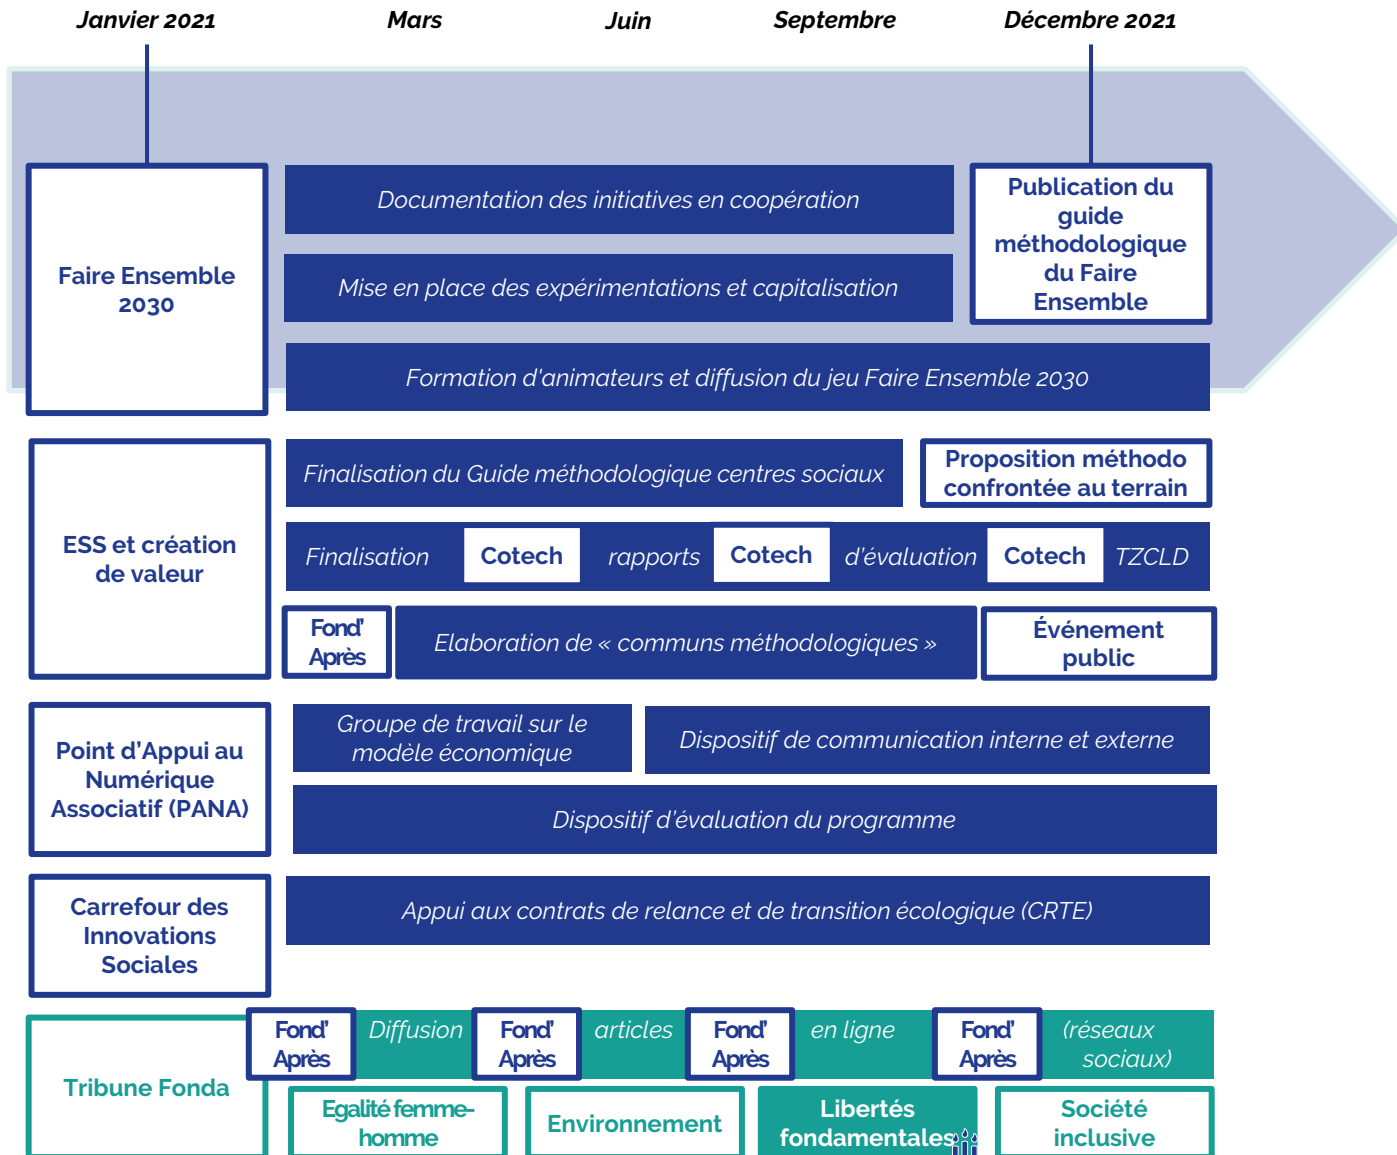 Janvier 2021 Mars Juin Septembre Décembre 2021
Faire Ensemble
2030
Documentation des initiatives en coopération
Mise en place des expérimentations et capitalisation
Formation d'animateurs et diffusion du jeu Faire Ensemble 2030
Publication du
guide
méthodologique
du Faire
Ensemble
ESS et création
de valeur
Finalisation du Guide méthodologique centres sociaux
Proposition méthodo
confrontée au terrain
Finalisation Cotech rapports Cotech d'évaluation Cotech TZCLD
Fond'
Après
Elaboration de « communs méthodologiques »
Événement
public
Point d'Appui au
Numérique
Associatif (PANA)
Groupe de travail sur le
modèle économique
Dispositif de communication interne et externe
Dispositif d'évaluation du programme
Carrefour des
Innovations
Sociales
Appui aux contrats de relance et de transition écologique (CRTE)
Tribune Fonda
Fond'
Après
Diffusion
Fond'
Après
articles
Fond'
Après
en ligne
Fond'
Après
(réseaux
sociaux)
Egalité femme-
homme
Environnement
Libertés
fondamentales
Société
inclusive